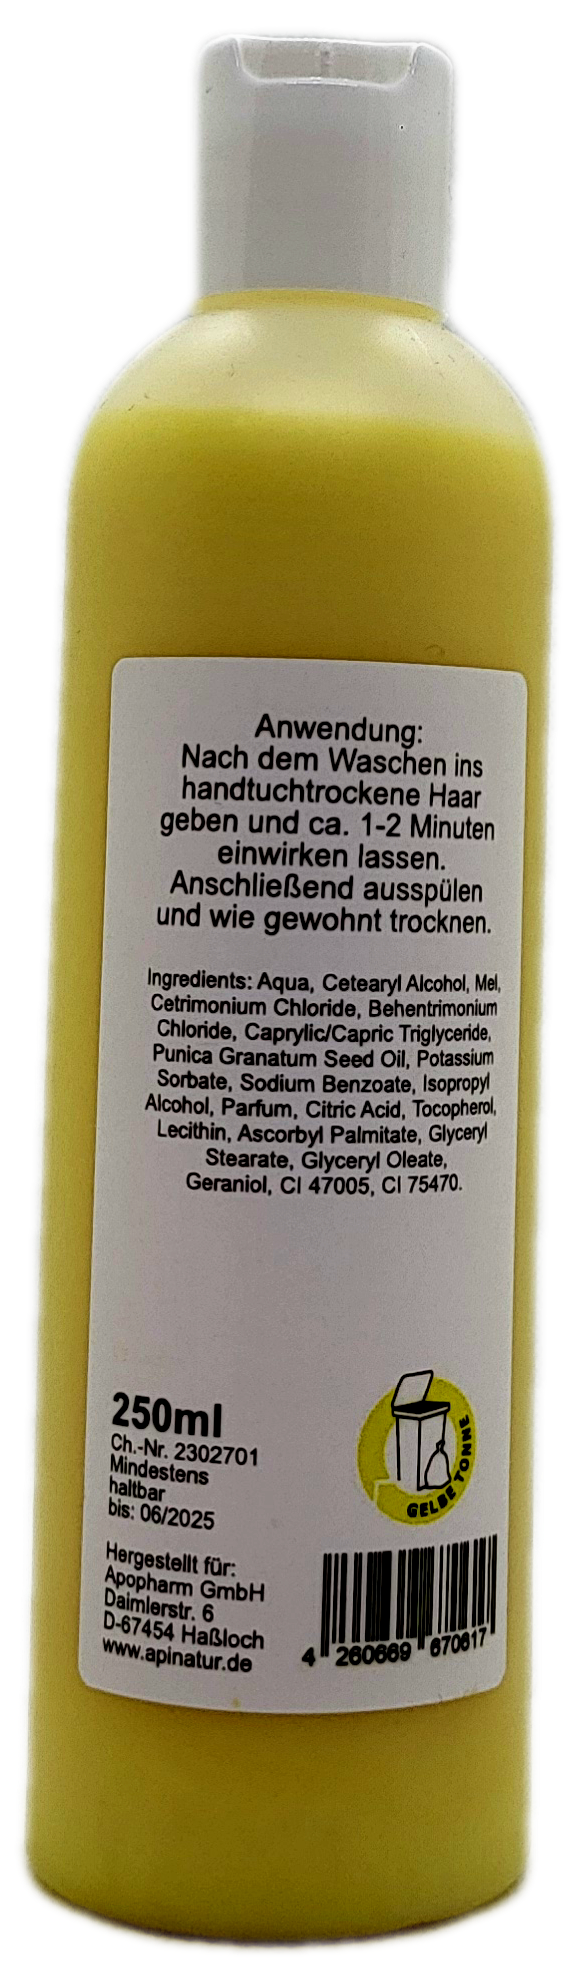 Anwendung:
Nach dem Waschen ins
handtuchtrockene Haar
geben und ca. 1-2 Minuten
einwirken lassen.
Anschließend ausspülen
und wie gewohnt trocknen.
Ingredients: Aqua, Cetearyl Alcohol, Mel,
Cetrimonium Chloride, Behentrimonium
Chloride, Caprylic/Capric Triglyceride,
Punica Granatum Seed Oil, Potassium
Sorbate, Sodium Benzoate, Isopropyl
Alcohol, Parfum, Citric Acid, Tocopherol,
Lecithin, Ascorbyl Palmitate, Glyceryl
Stearate, Glyceryl Oleate,
Geraniol, CI 47005, CI 75470.
250ml
Ch.-Nr. 2302701
Mindestens
haltbar
bis: 06/2025
GELBE TONNE
Hergestellt für:
Apopharm GmbH
Daimlerstr. 6
D-67454 Haßloch
www.apinatur.de
4 260669 670617